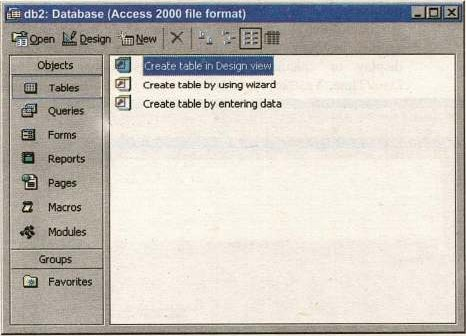 db2: Database (Access 2000 file format)
Open Design New
Objects
Tables
Queries
Forms
Reports
Pages
Macros
Modules
Groups
Favorites
Create table in Design view
Create table by using wizard
Create table by entering data